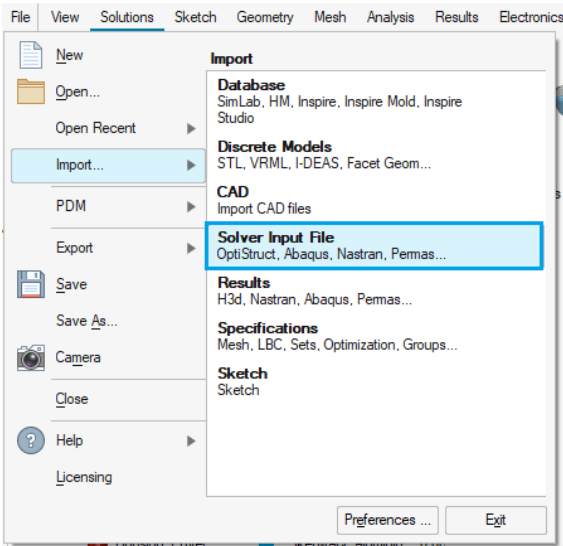 File View Solutions Sketch Geometry Mesh Analysis Results Electronics
New
Open...
Open Recent
Import...
PDM
Export
Save
Save As...
Camera
Close
Help
Licensing
Import
Database
SimLab, HM, Inspire, Inspire Mold, Inspire
Studio
Discrete Models
STL, VRML, I-DEAS, Facet Geom...
CAD
Import CAD files
Solver Input File
OptiStruct, Abaqus, Nastran, Permas...
Results
H3d, Nastran, Abaqus, Permas...
Specifications
Mesh, LBC, Sets, Optimization, Groups...
Sketch
Sketch
Preferences ... Exit